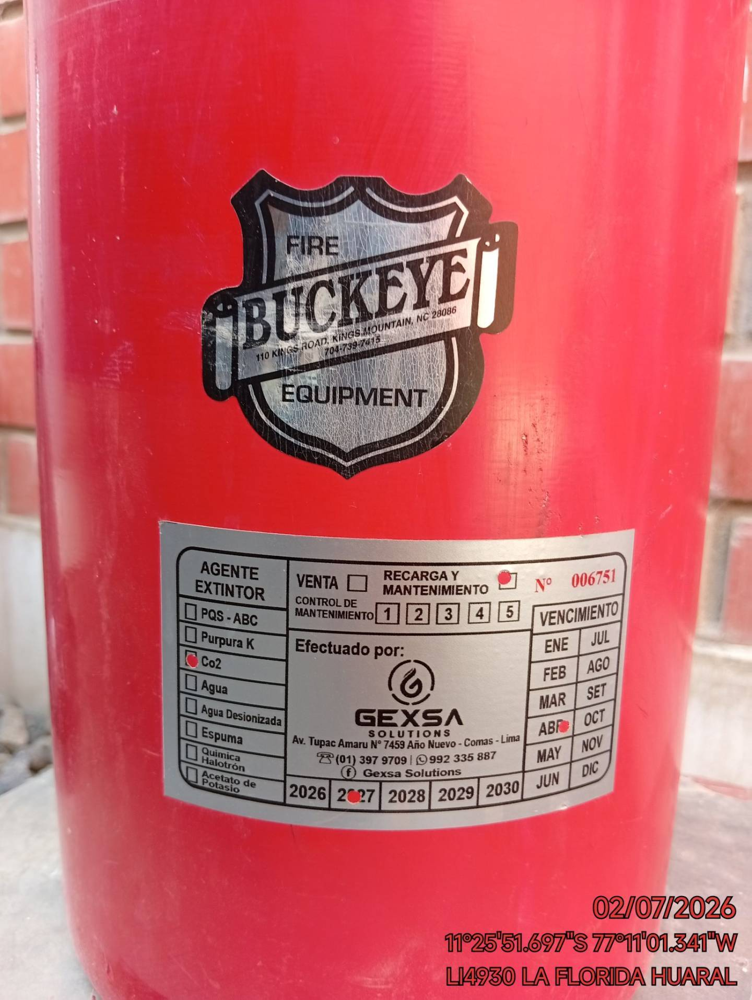 FIRE
BUCKEYE
110 KINGS ROAD, KINGS MOUNTAIN, NC 28086
704-739-7415
EQUIPMENT
AGENTE
EXTINTOR
PQS - ABC
Purpura K
Co2
Agua
Agua Desionizada
Espuma
Quimica
Halotrón
Acetato de
Potasio
VENTA
RECARGA Y
MANTENIMIENTO
Nº 006751
CONTROL DE
MANTENIMIENTO 1 2 3 4 5
Efectuado por:
GEXSA
SOLUTIONS
Av. Tupac Amaru N° 7459 Año Nuevo - Comas - Lima
(01) 397 9709 | 992 335 887
Gexsa Solutions
2026 2027 2028 2029 2030
VENCIMIENTO
ENE JUL
FEB AGO
MAR SET
ABR OCT
MAY NOV
JUN DIC
02/07/2026
11°25'51.697"S 77°11'01.341"W
LI4930 LA FLORIDA HUARAL